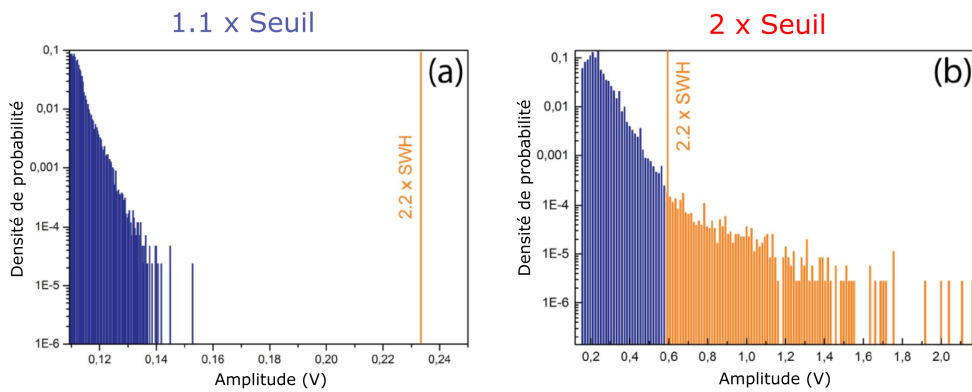 1.1 x Seuil
(a)
Densité de probabilité
0,1
0,01
0,001
1E-4
1E-5
1E-6
2.2 x SWH
0,12 0,14 0,16 0,18 0,20 0,22 0,24
Amplitude (V)
2 x Seuil
(b)
Densité de probabilité
0,1
0,01
0,001
1E-4
1E-5
1E-6
2.2 x SWH
0,2 0,4 0,6 0,8 1,0 1,2 1,4 1,6 1,8 2,0
Amplitude (V)